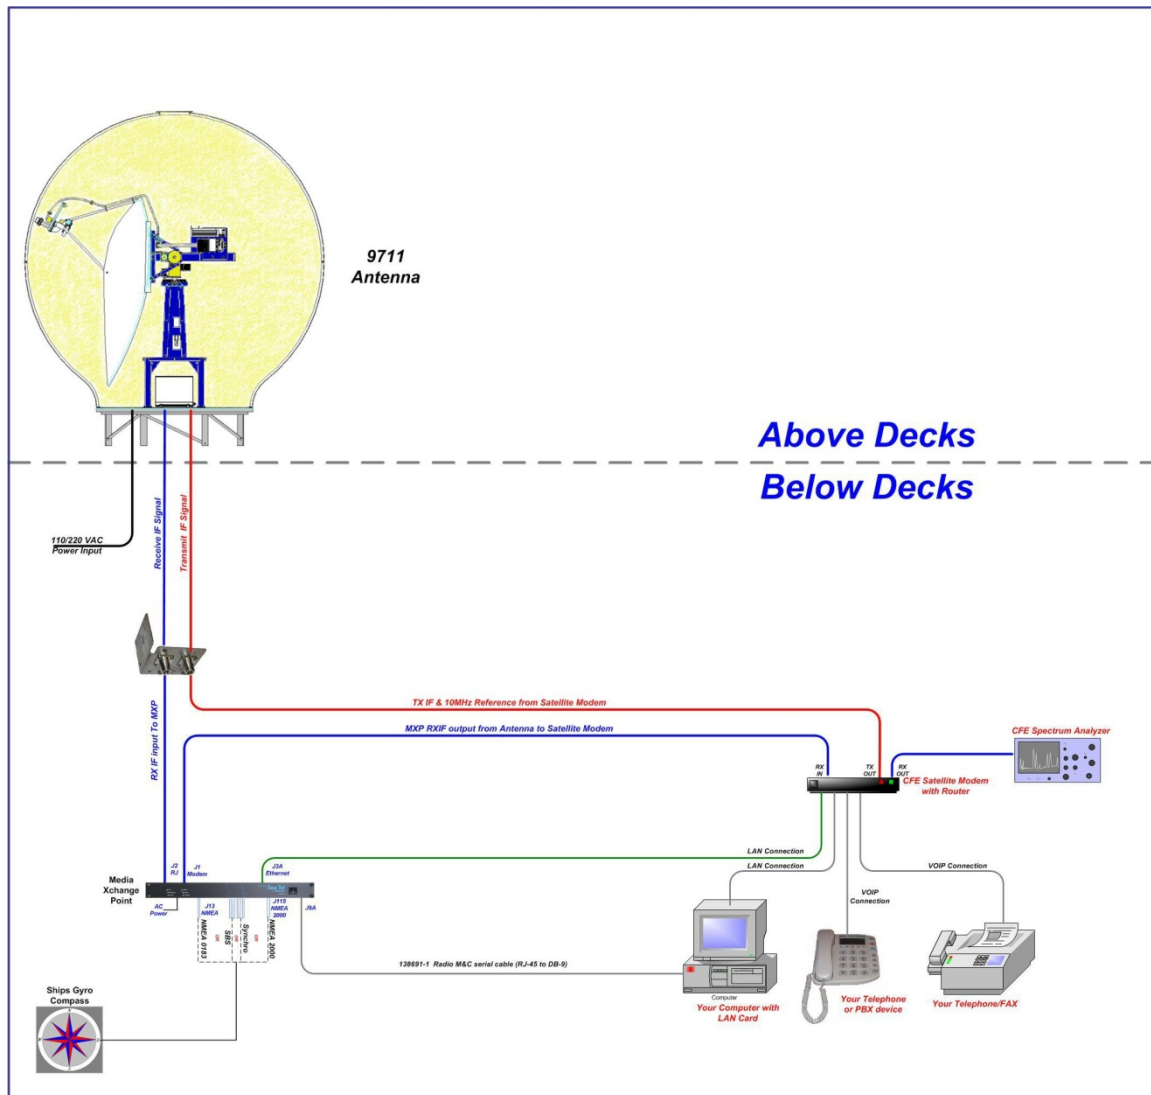 9711
Antenna
Above Decks
Below Decks
110/220 VAC
Power Input
Receive IF Signal
Transmit IF Signal
TX IF & 10MHz Reference from Satellite Modem
MXP RXIF output from Antenna to Satellite Modem
RX IF input To MXP
CFE Spectrum Analyzer
RX
IN
TX
OUT
RX
OUT
CFE Satellite Modem
with Router
LAN Connection
LAN Connection
VOIP
Connection
VOIP Connection
J2
RJ
J1
Modem
J3A
Ethernet
Media
Xchange
Point
Sea Tel
AC
Power
J13
NMEA
J115
NMEA
2000
J9A
NMEA 0183
OR
SBS
OR
Synchro
OR
NMEA 2000
138691-1 Radio M&C serial cable (RJ-45 to DB-9)
Computer
Your Computer with
LAN Card
Your Telephone
or PBX device
Your Telephone/FAX
Ships Gyro
Compass